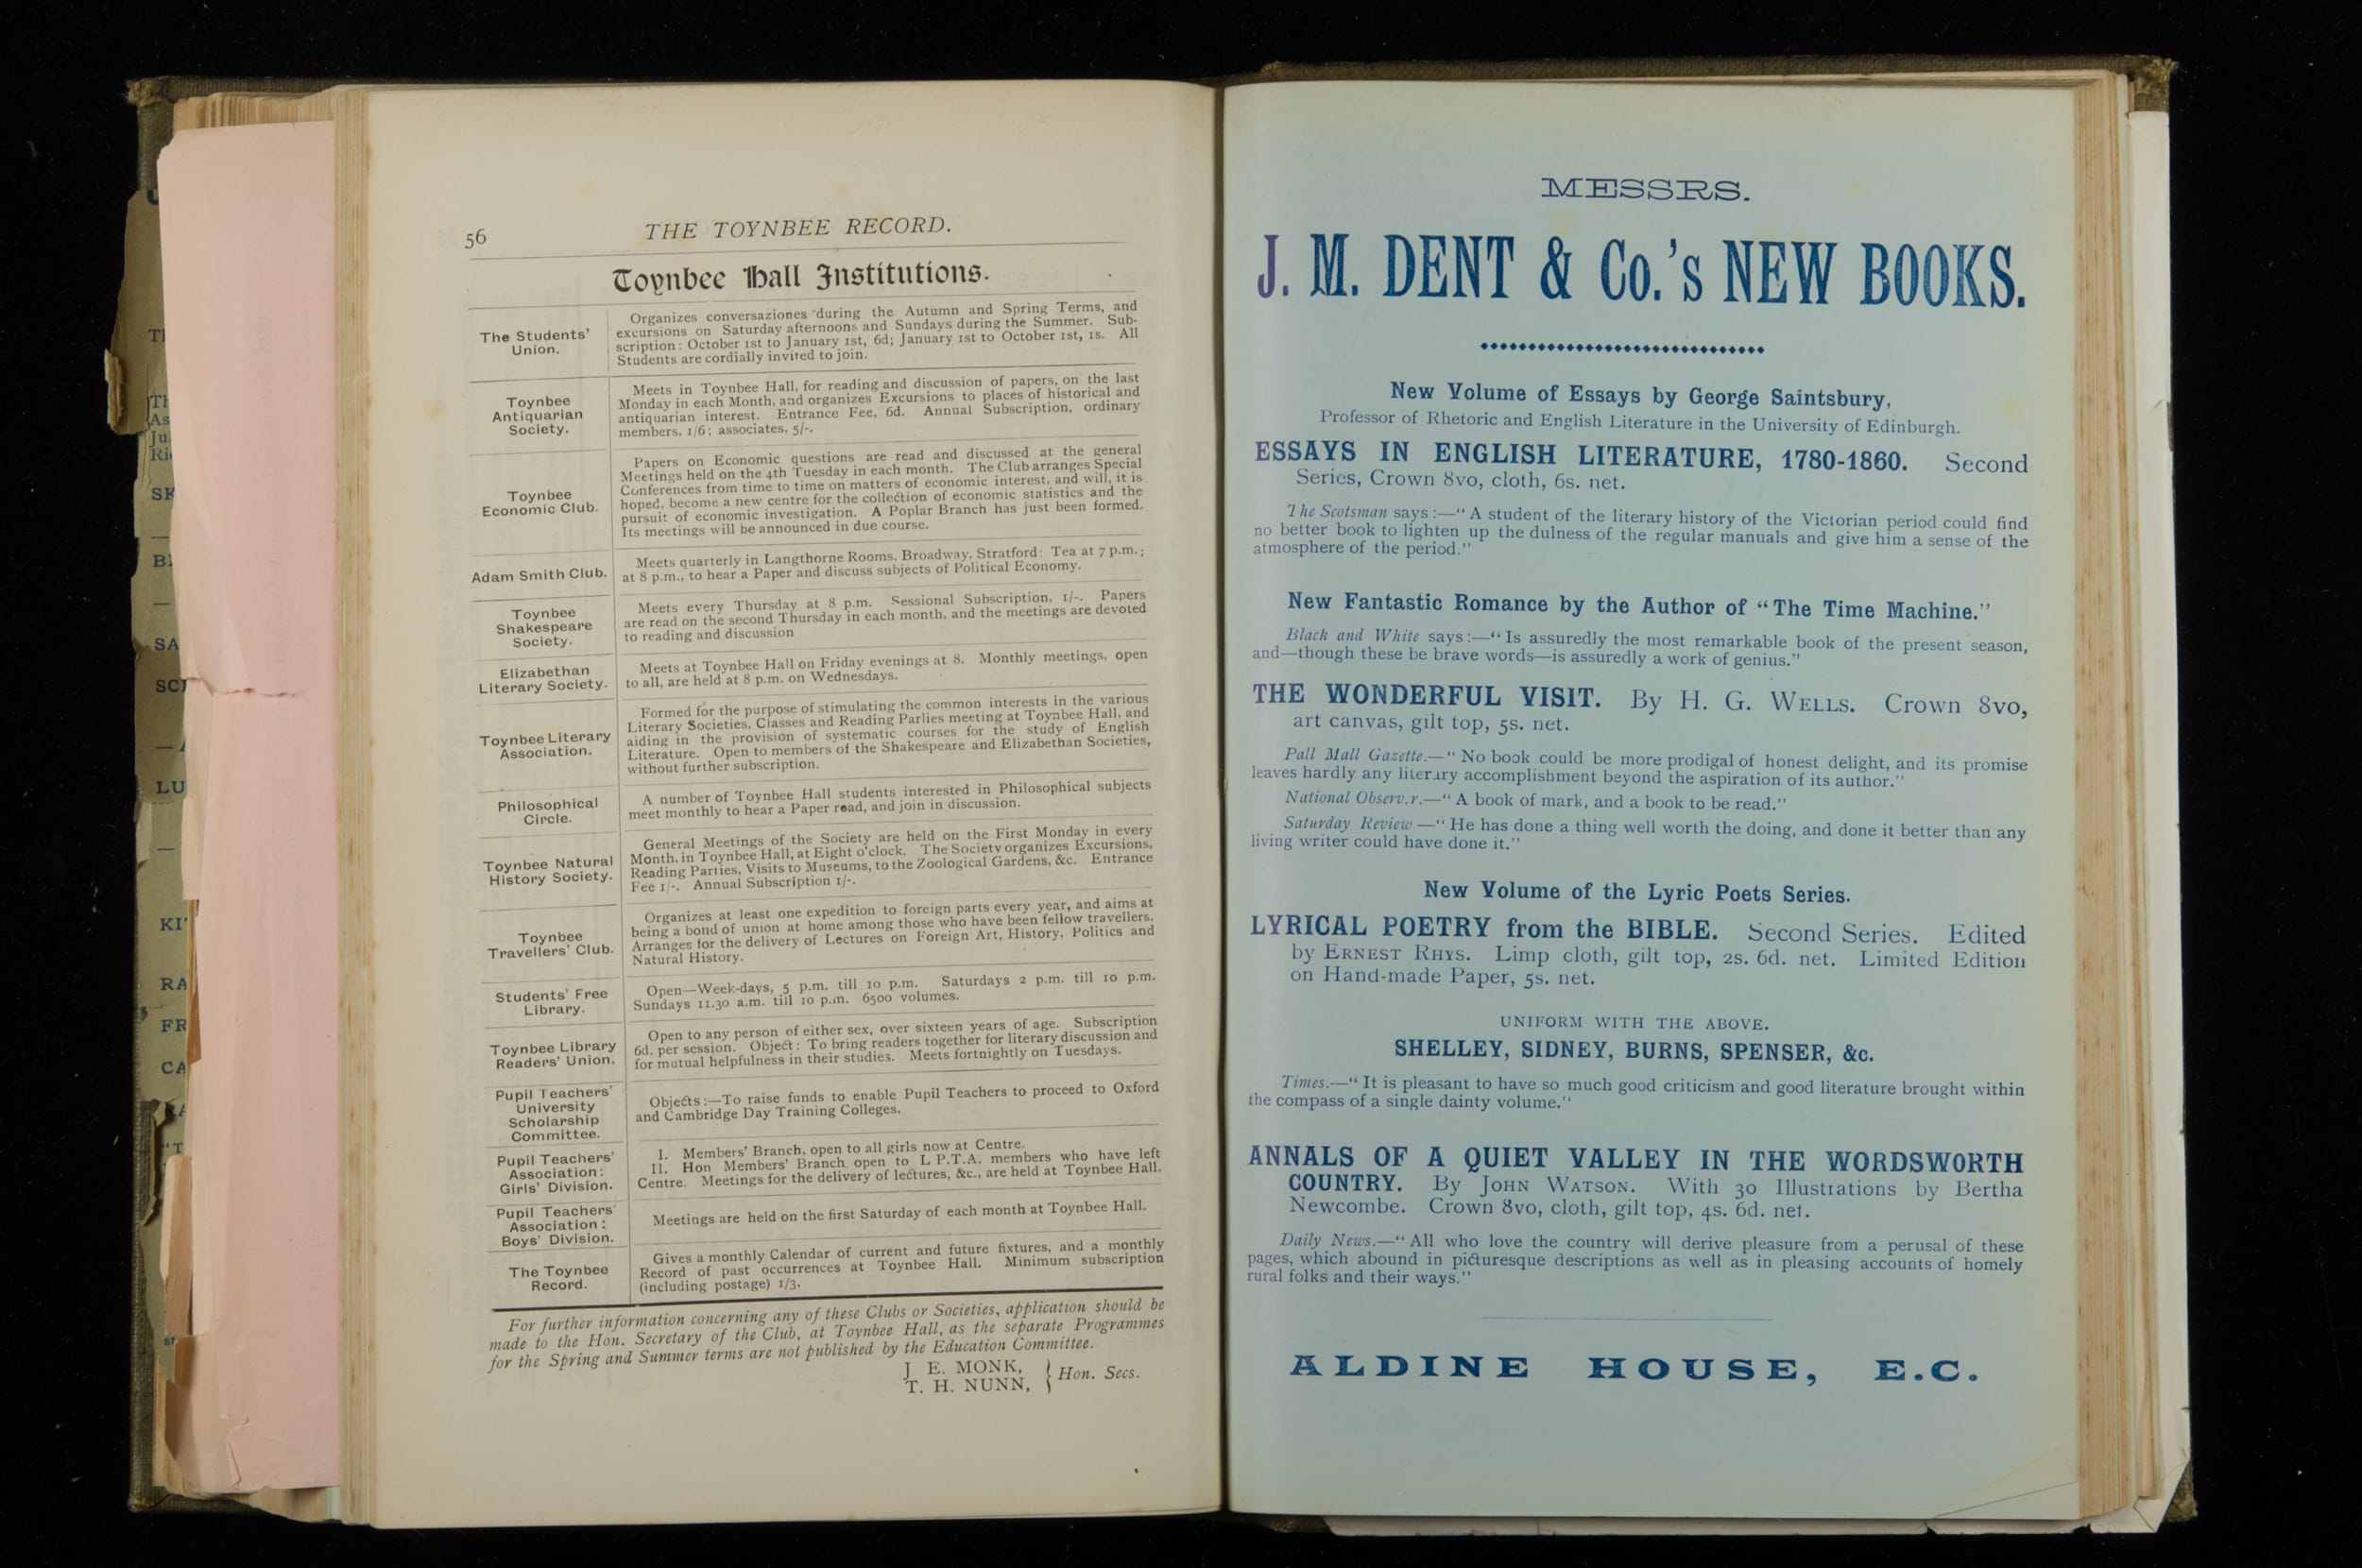 56
THE TOYNBEE RECORD.
Toynbee Hall Institutions.
The Students'
Union.
Organizes conversaziones during the Autumn and Spring Terms, and
excursions on Saturday afternoons and Sundays during the Summer. Sub-
scription: October 1st to January 1st, 6d; January 1st to October 1st, 1s. All
Students are cordially invited to join.
Toynbee
Antiquarian
Society.
Meets in Toynbee Hall, for reading and discussion of papers, on the last
Monday in each Month, and organizes Excursions to places of historical and
antiquarian interest. Entrance Fee, 6d. Annual Subscription, ordinary
members, 1/6; associates, 5/-.
Toynbee
Economic Club.
Papers on Economic questions are read and discussed at the general
Meetings held on the 4th Tuesday in each month. The Club arranges Special
Conferences from time to time on matters of economic interest, and will, it is
hoped, become a new centre for the collection of economic statistics and the
pursuit of economic investigation. A Poplar Branch has just been formed.
Its meetings will be announced in due course.
Adam Smith Club.
Meets quarterly in Langthorne Rooms, Broadway, Stratford: Tea at 7 p.m.;
at 8 p.m., to hear a Paper and discuss subjects of Political Economy.
Toynbee
Shakespeare
Society.
Meets every Thursday at 8 p.m. Sessional Subscription, 1/-. Papers
are read on the second Thursday in each month, and the meetings are devoted
to reading and discussion
Elizabethan
Literary Society.
Meets at Toynbee Hall on Friday evenings at 8. Monthly meetings, open
to all, are held at 8 p.m. on Wednesdays.
Toynbee Literary
Association.
Formed for the purpose of stimulating the common interests in the various
Literary Societies, Classes and Reading Parlies meeting at Toynbee Hall, and
aiding in the provision of systematic courses for the study of English
Literature. Open to members of the Shakespeare and Elizabethan Societies,
without further subscription.
Philosophical
Circle.
A number of Toynbee Hall students interested in Philosophical subjects
meet monthly to hear a Paper read, and join in discussion.
Toynbee Natural
History Society.
General Meetings of the Society are held on the First Monday in every
Month, in Toynbee Hall, at Eight o'clock. The Society organizes Excursions,
Reading Parties, Visits to Museums, to the Zoological Gardens, &c. Entrance
Fee 1/-. Annual Subscription 1/-.
Toynbee
Travellers' Club.
Organizes at least one expedition to foreign parts every year, and aims at
being a bond of union at home among those who have been fellow travellers.
Arranges for the delivery of Lectures on Foreign Art, History, Politics and
Natural History.
Students' Free
Library.
Open—Week-days, 5 p.m. till 10 p.m. Saturdays 2 p.m. till 10 p.m.
Sundays 11.30 a.m. till 10 p.m. 6500 volumes.
Toynbee Library
Readers' Union.
Open to any person of either sex, over sixteen years of age. Subscription
6d. per session. Object: To bring readers together for literary discussion and
for mutual helpfulness in their studies. Meets fortnightly on Tuesdays.
Pupil Teachers'
University
Scholarship
Committee.
Objects:—To raise funds to enable Pupil Teachers to proceed to Oxford
and Cambridge Day Training Colleges.
Pupil Teachers'
Association:
Girls' Division.
I. Members' Branch, open to all girls now at Centre.
II. Hon Members' Branch open to L P.T.A. members who have left
Centre. Meetings for the delivery of lectures, &c., are held at Toynbee Hall.
Pupil Teachers'
Association:
Boys' Division.
Meetings are held on the first Saturday of each month at Toynbee Hall.
The Toynbee
Record.
Gives a monthly Calendar of current and future fixtures, and a monthly
Record of past occurrences at Toynbee Hall. Minimum subscription
(including postage) 1/3.
For further information concerning any of these Clubs or Societies, application should be
made to the Hon. Secretary of the Club, at Toynbee Hall, as the separate Programmes
for the Spring and Summer terms are not published by the Education Committee.
J E. MONK,
T. H. NUNN, } Hon. Secs.
MESSRS.
J. M. DENT & Co.'s NEW BOOKS.
New Volume of Essays by George Saintsbury,
Professor of Rhetoric and English Literature in the University of Edinburgh.
ESSAYS IN ENGLISH LITERATURE, 1780-1860. Second
Series, Crown 8vo, cloth, 6s. net.
The Scotsman says:—"A student of the literary history of the Victorian period could find
no better book to lighten up the dulness of the regular manuals and give him a sense of the
atmosphere of the period."
New Fantastic Romance by the Author of "The Time Machine."
Black and White says:—"Is assuredly the most remarkable book of the present season,
and—though these be brave words—is assuredly a work of genius."
THE WONDERFUL VISIT. By H. G. WELLS. Crown 8vo,
art canvas, gilt top, 5s. net.
Pall Mall Gazette.—"No book could be more prodigal of honest delight, and its promise
leaves hardly any literary accomplishment beyond the aspiration of its author."
National Observ.r.—"A book of mark, and a book to be read."
Saturday Review —"He has done a thing well worth the doing, and done it better than any
living writer could have done it."
New Volume of the Lyric Poets Series.
LYRICAL POETRY from the BIBLE. Second Series. Edited
by ERNEST RHYS. Limp cloth, gilt top, 2s. 6d. net. Limited Edition
on Hand-made Paper, 5s. net.
UNIFORM WITH THE ABOVE.
SHELLEY, SIDNEY, BURNS, SPENSER, &c.
Times.—"It is pleasant to have so much good criticism and good literature brought within
the compass of a single dainty volume."
ANNALS OF A QUIET VALLEY IN THE WORDSWORTH
COUNTRY. By JOHN WATSON. With 30 Illustrations by Bertha
Newcombe. Crown 8vo, cloth, gilt top, 4s. 6d. net.
Daily News.—"All who love the country will derive pleasure from a perusal of these
pages, which abound in picturesque descriptions as well as in pleasing accounts of homely
rural folks and their ways."
ALDINE HOUSE, E.C.